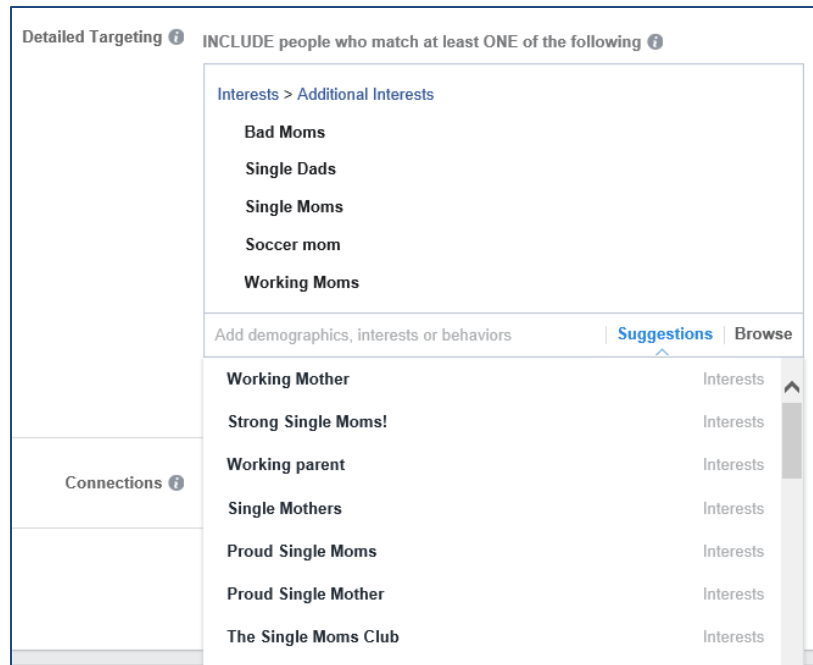 Detailed Targeting
INCLUDE people who match at least ONE of the following
Interests > Additional Interests
Bad Moms
Single Dads
Single Moms
Soccer mom
Working Moms
Add demographics, interests or behaviors | Suggestions | Browse
Working Mother Interests
Strong Single Moms! Interests
Working parent Interests
Connections
Single Mothers Interests
Proud Single Moms Interests
Proud Single Mother Interests
The Single Moms Club Interests